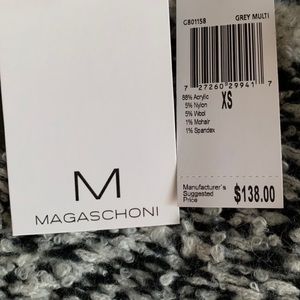 M
MAGASCHONI
GB01158 GREY MULTI
7 27260 29941 7
88% Acrylic
5% Nylon
5% Wool
1% Mohair
1% Spandex
XS
Manufacturer's
Suggested
Price
$138.00